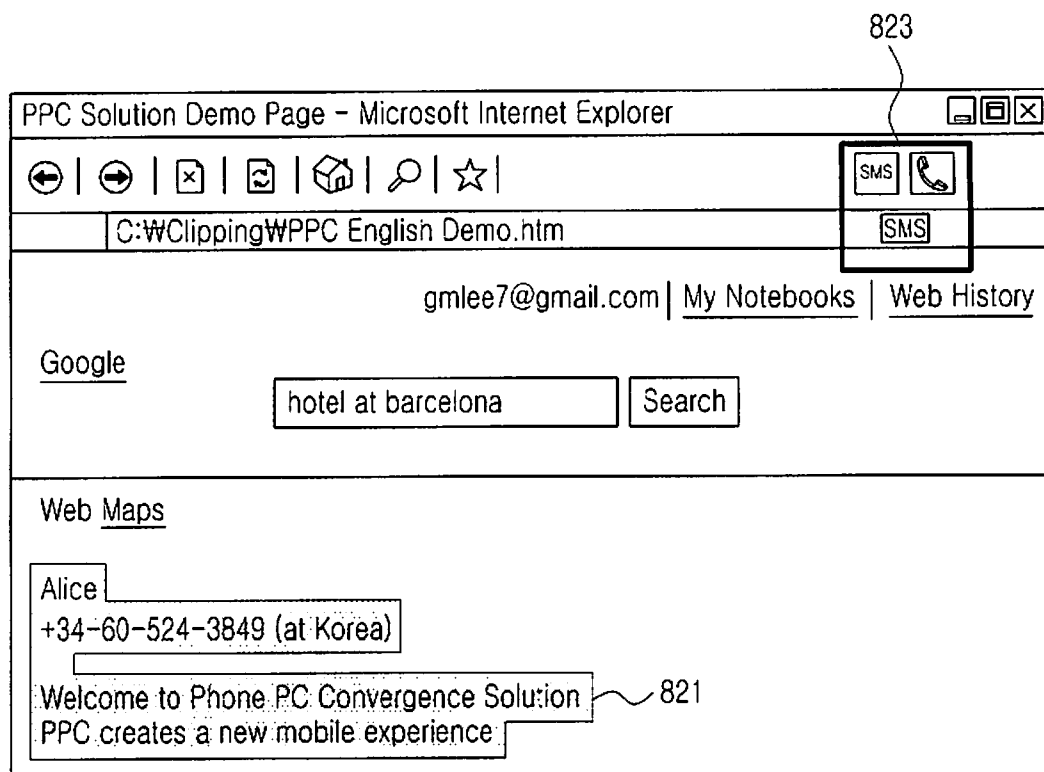 823
PPC Solution Demo Page - Microsoft Internet Explorer
SMS
C:₩Clipping₩PPC English Demo.htm
SMS
gmlee7@gmail.com | My Notebooks | Web History
Google
hotel at barcelona Search
Web Maps
Alice
+34-60-524-3849 (at Korea)
Welcome to Phone PC Convergence Solution 821
PPC creates a new mobile experience